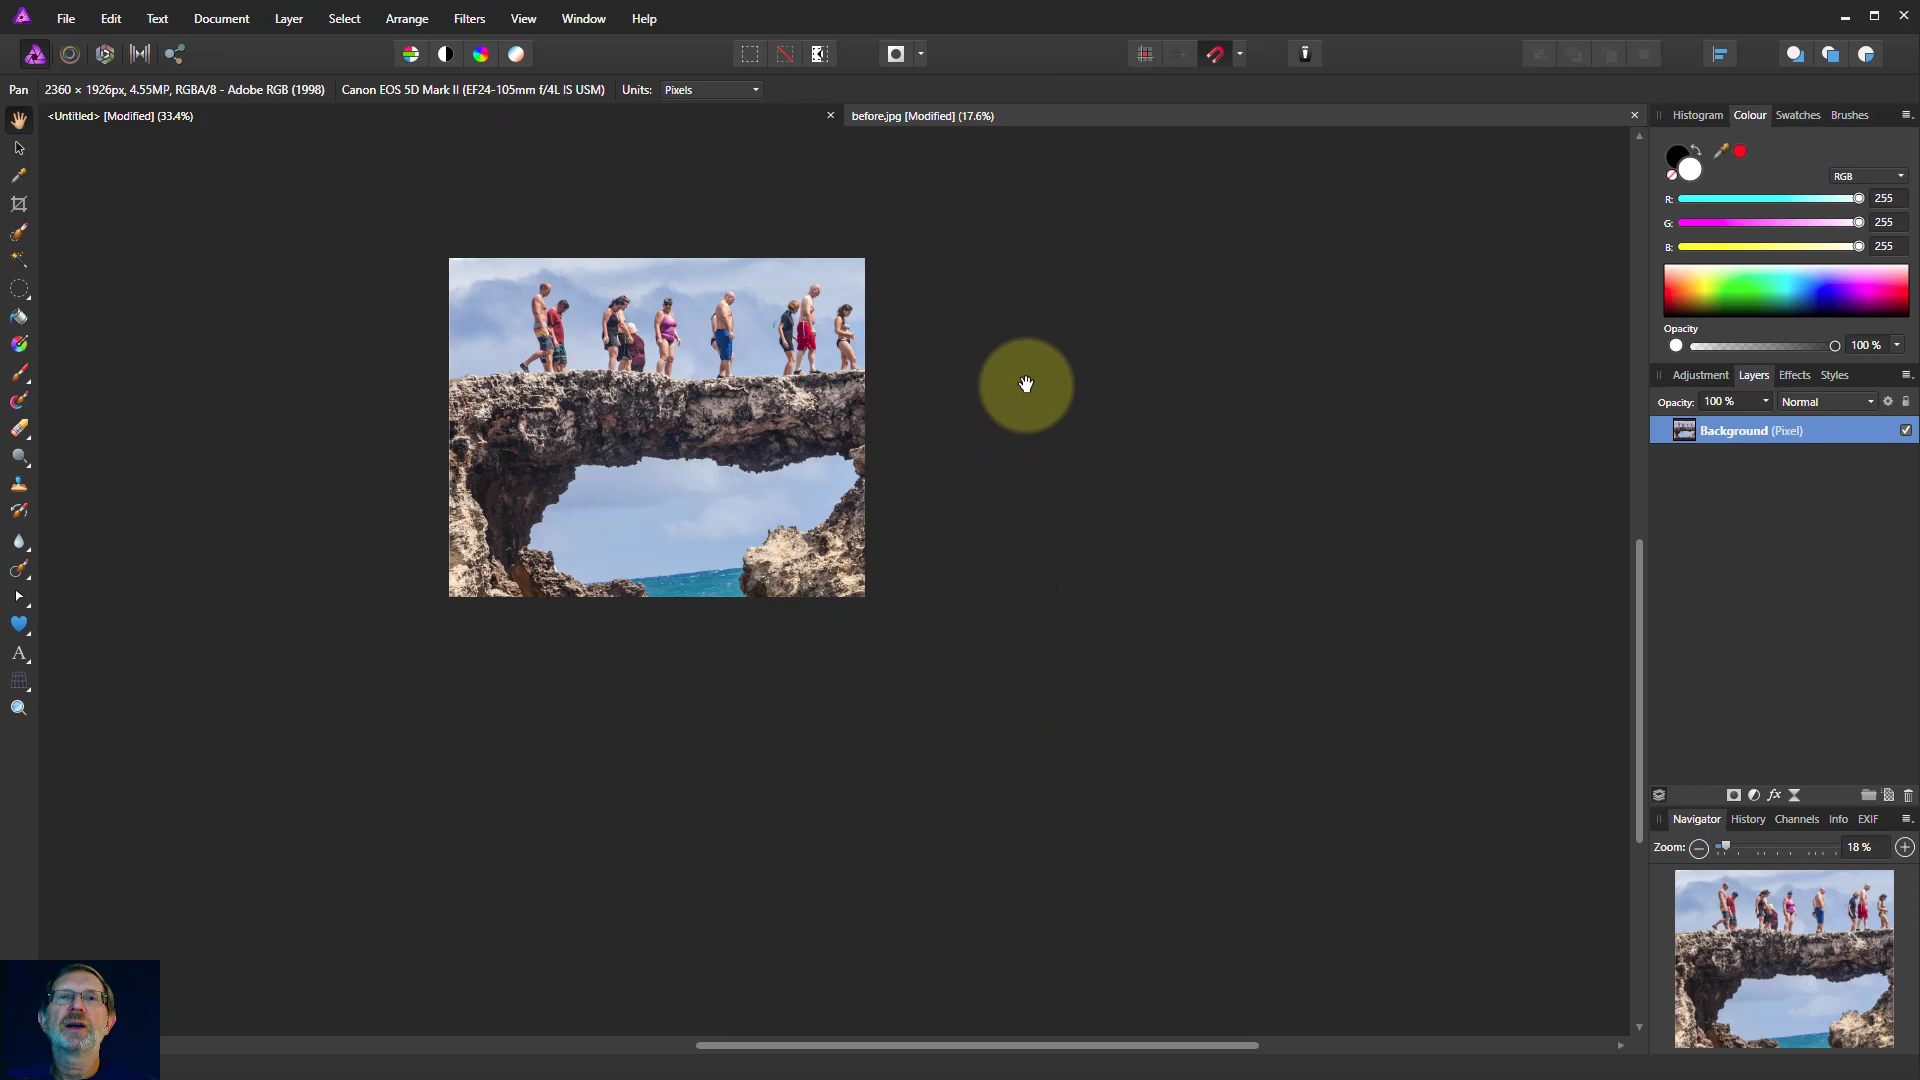 File Edit Text Document Layer Select Arrange Filters View Window Help
Pan 2360 × 1926px, 4.55MP, RGBA/8 - Adobe RGB (1998) Canon EOS 5D Mark II (EF24-105mm f/4L IS USM) Units: Pixels
<Untitled> [Modified] (33.4%) before.jpg [Modified] (17.6%)
Histogram Colour Swatches Brushes
RGB
R: 255
G: 255
B: 255
Opacity
100 %
Adjustment Layers Effects Styles
Opacity: 100 % Normal
Background (Pixel)
Navigator History Channels Info EXIF
Zoom: 18 %